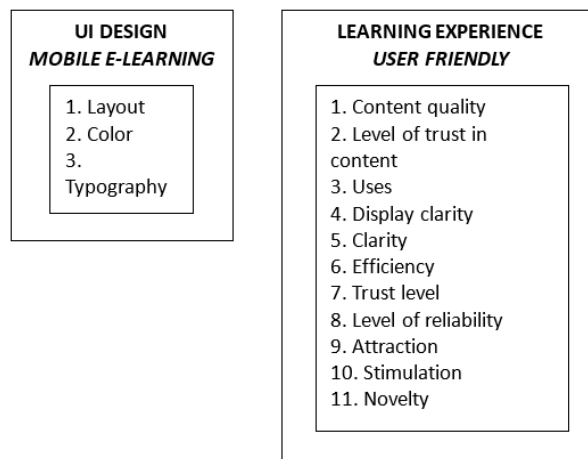 UI DESIGN
MOBILE E-LEARNING
1. Layout
2. Color
3.
Typography
LEARNING EXPERIENCE
USER FRIENDLY
1. Content quality
2. Level of trust in
content
3. Uses
4. Display clarity
5. Clarity
6. Efficiency
7. Trust level
8. Level of reliability
9. Attraction
10. Stimulation
11. Novelty